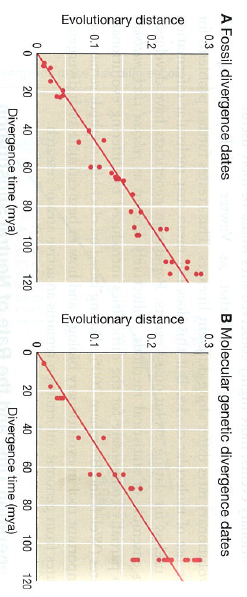 A Fossil divergence dates
Evolutionary distance
0.3
0.2
0.1
0
0 20 40 60 80 100 120
Divergence time (mya)
B Molecular genetic divergence dates
Evolutionary distance
0.3
0.2
0.1
0
0 20 40 60 80 100 120
Divergence time (mya)